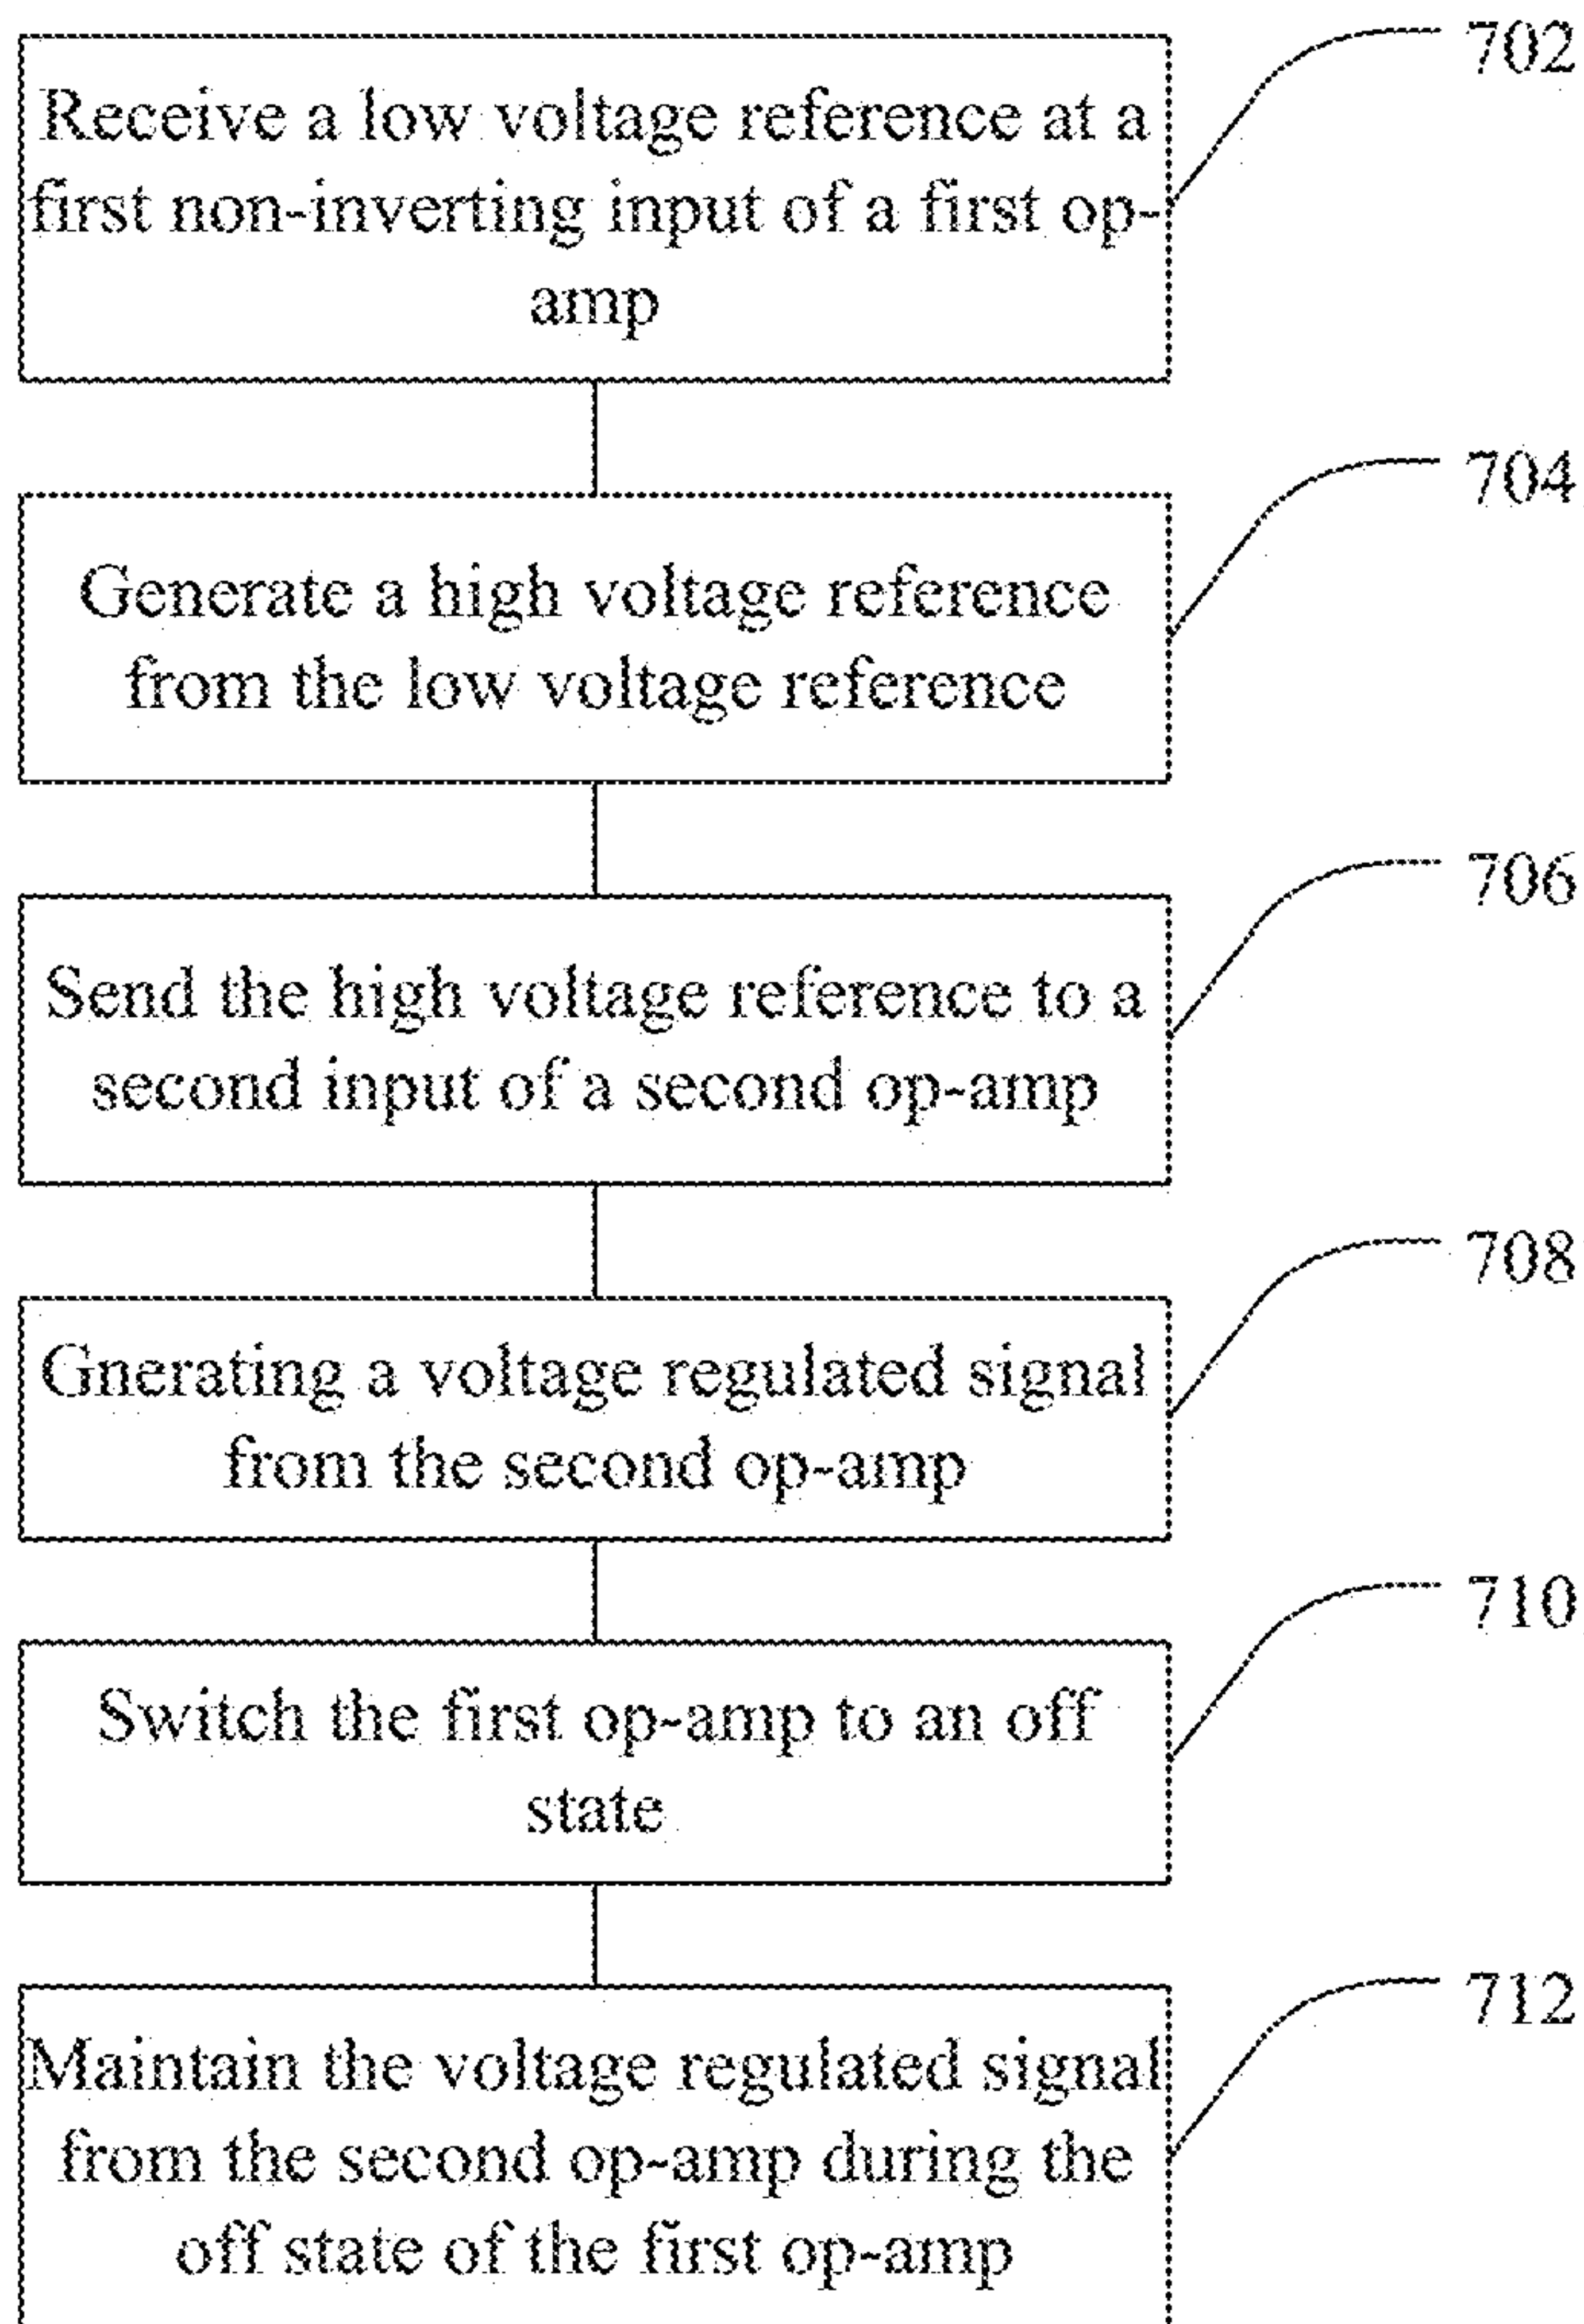 702
Receive a low voltage reference at a
first non-inverting input of a first op-
amp
704
Generate a high voltage reference
from the low voltage reference
706
Send the high voltage reference to a
second input of a second op-amp
708
Gnerating a voltage regulated signal
from the second op-amp
710
Switch the first op-amp to an off
state
712
Maintain the voltage regulated signal
from the second op-amp during the
off state of the first op-amp